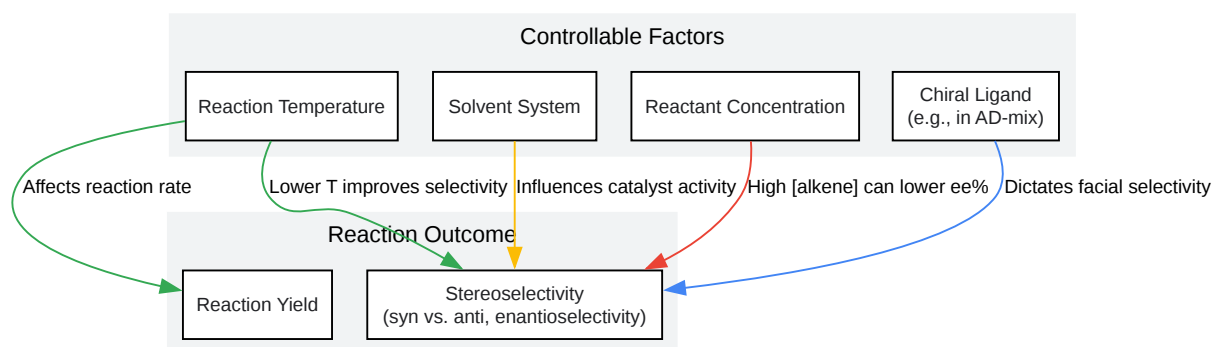 Controllable Factors
Reaction Temperature
Solvent System
Reactant Concentration
Chiral Ligand
(e.g., in AD-mix)
Affects reaction rate
Lower T improves selectivity
Influences catalyst activity
High [alkene] can lower ee%
Dictates facial selectivity
Reaction Outcome
Reaction Yield
Stereoselectivity
(syn vs. anti, enantioselectivity)